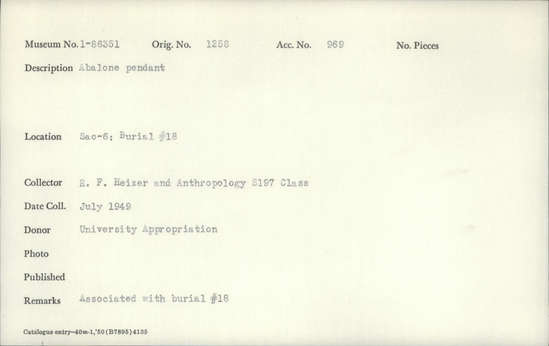 Museum No. 1-86351 Orig. No. 1258 Acc. No. 969 No. Pieces
Description Abalone pendant
Location Sac-6; Burial #18
Collector R. F. Heizer and Anthropology S197 Class
Date Coll. July 1949
Donor University Appropriation
Photo
Published
Remarks Associated with burial #18
Catalogue entry—40m-1,'50 (B7895) 4135